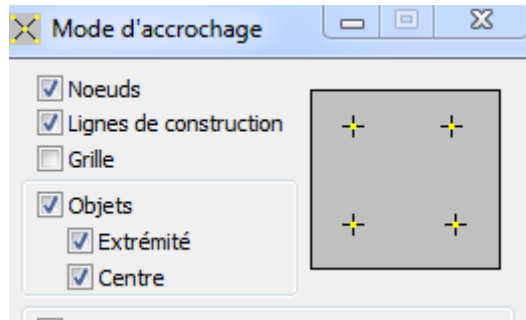 Mode d'accrochage
Noeuds
Lignes de construction
Grille
Objets
Extrémité
Centre